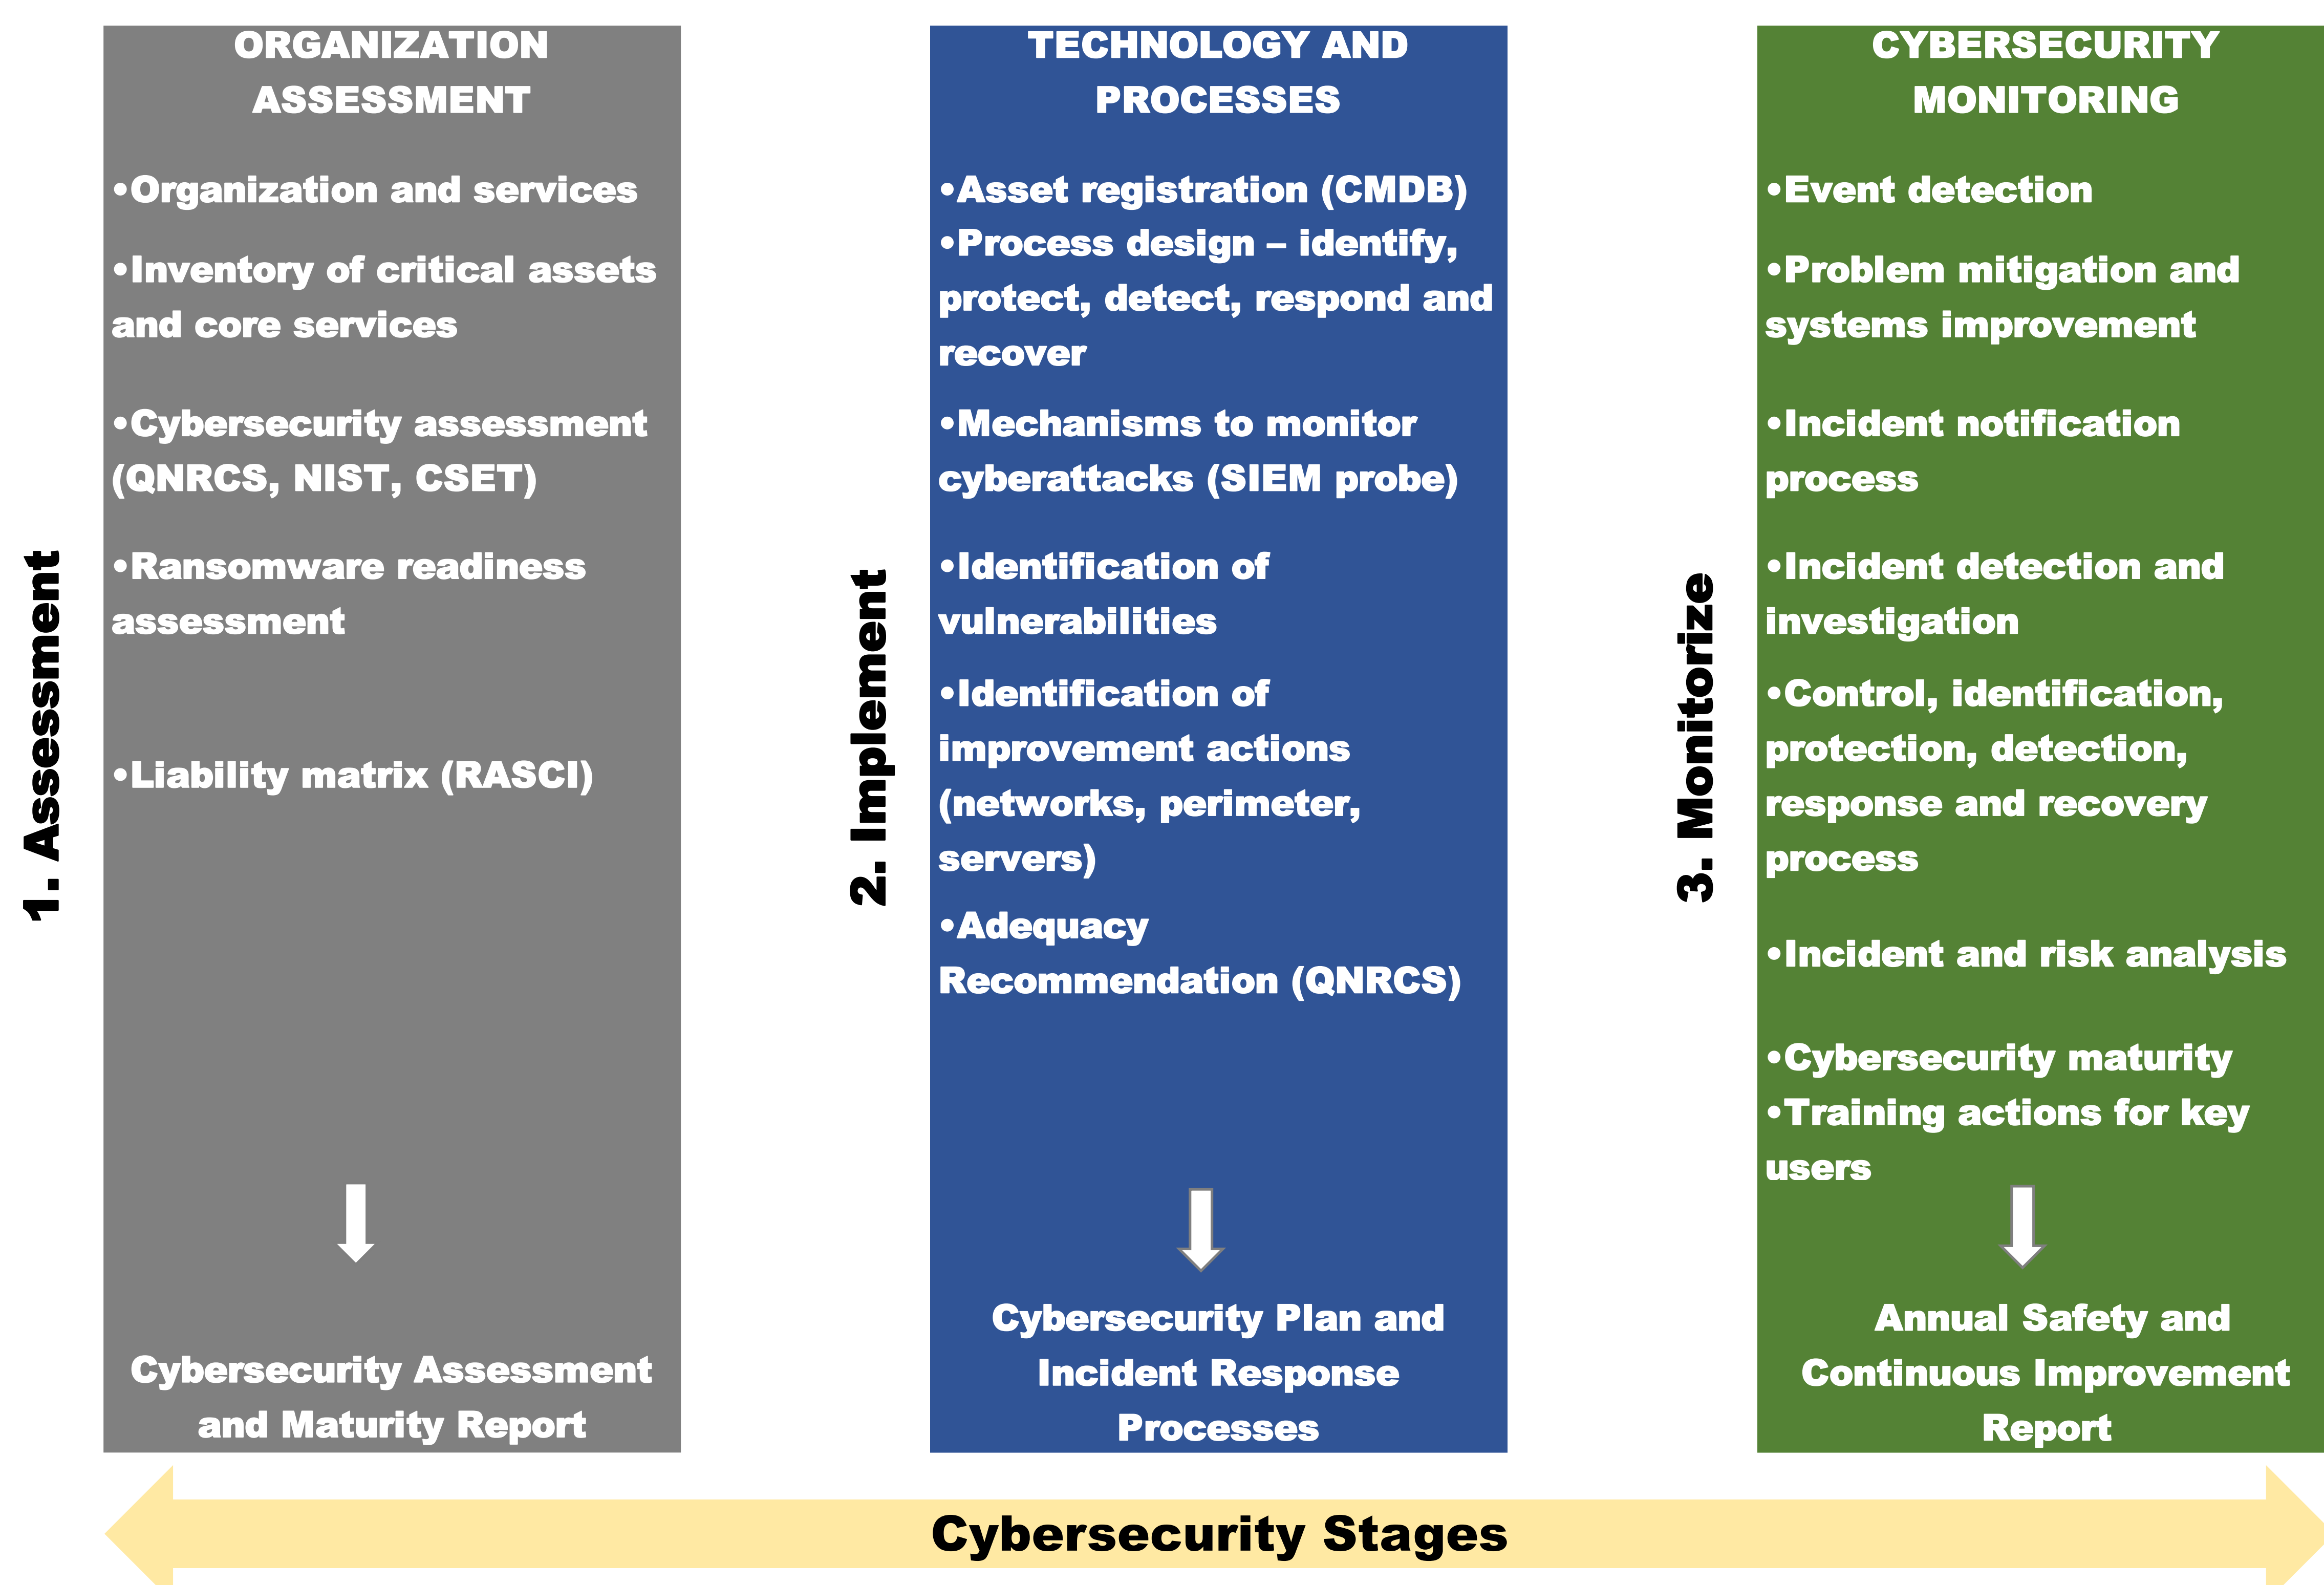 1. Assessment
ORGANIZATION
ASSESSMENT
•Organization and services
•Inventory of critical assets
and core services
•Cybersecurity assessment
(QNRCS, NIST, CSET)
•Ransomware readiness
assessment
•Liability matrix (RASCI)
Cybersecurity Assessment
and Maturity Report
2. Implement
TECHNOLOGY AND
PROCESSES
•Asset registration (CMDB)
•Process design – identify,
protect, detect, respond and
recover
•Mechanisms to monitor
cyberattacks (SIEM probe)
•Identification of
vulnerabilities
•Identification of
improvement actions
(networks, perimeter,
servers)
•Adequacy
Recommendation (QNRCS)
Cybersecurity Plan and
Incident Response
Processes
3. Monitorize
CYBERSECURITY
MONITORING
•Event detection
•Problem mitigation and
systems improvement
•Incident notification
process
•Incident detection and
investigation
•Control, identification,
protection, detection,
response and recovery
process
•Incident and risk analysis
•Cybersecurity maturity
•Training actions for key
users
Annual Safety and
Continuous Improvement
Report
Cybersecurity Stages